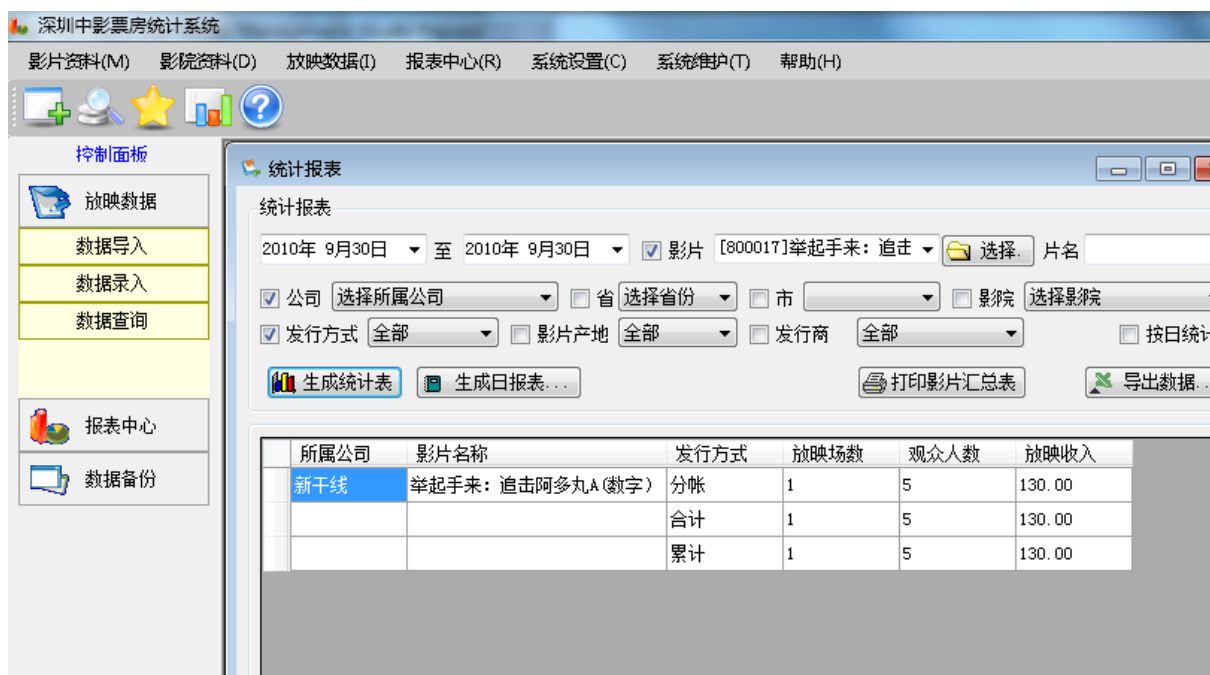 深圳中影票房统计系统
影片资料(M) 影院资料(D) 放映数据(I) 报表中心(R) 系统设置(C) 系统维护(T) 帮助(H)
控制面板
放映数据
数据导入
数据录入
数据查询
报表中心
数据备份
统计报表
统计报表
2010年 9月30日 至 2010年 9月30日 影片 [800017]举起手来: 追击 选择. 片名
公司 选择所属公司 省 选择省份 市 影院 选择影院
发行方式 全部 影片产地 全部 发行商 全部 按日统计
生成统计表 生成日报表... 打印影片汇总表 导出数据..
所属公司 影片名称 发行方式 放映场数 观众人数 放映收入
新干线 举起手来: 追击阿多丸A(数字) 分帐 1 5 130.00
合计 1 5 130.00
累计 1 5 130.00